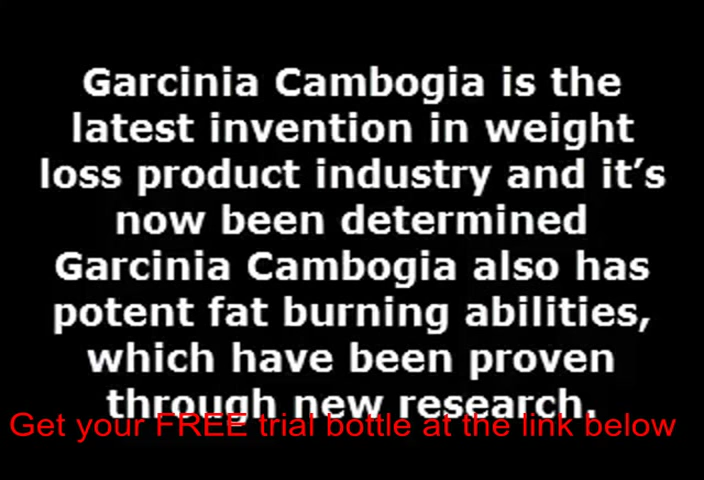 Garcinia Cambogia is the
latest invention in weight
loss product industry and it’s
now been determined
Garcinia Cambogia also has
potent fat burning abilities,
which have been proven
through new research.
Get your FREE trial bottle at the link below